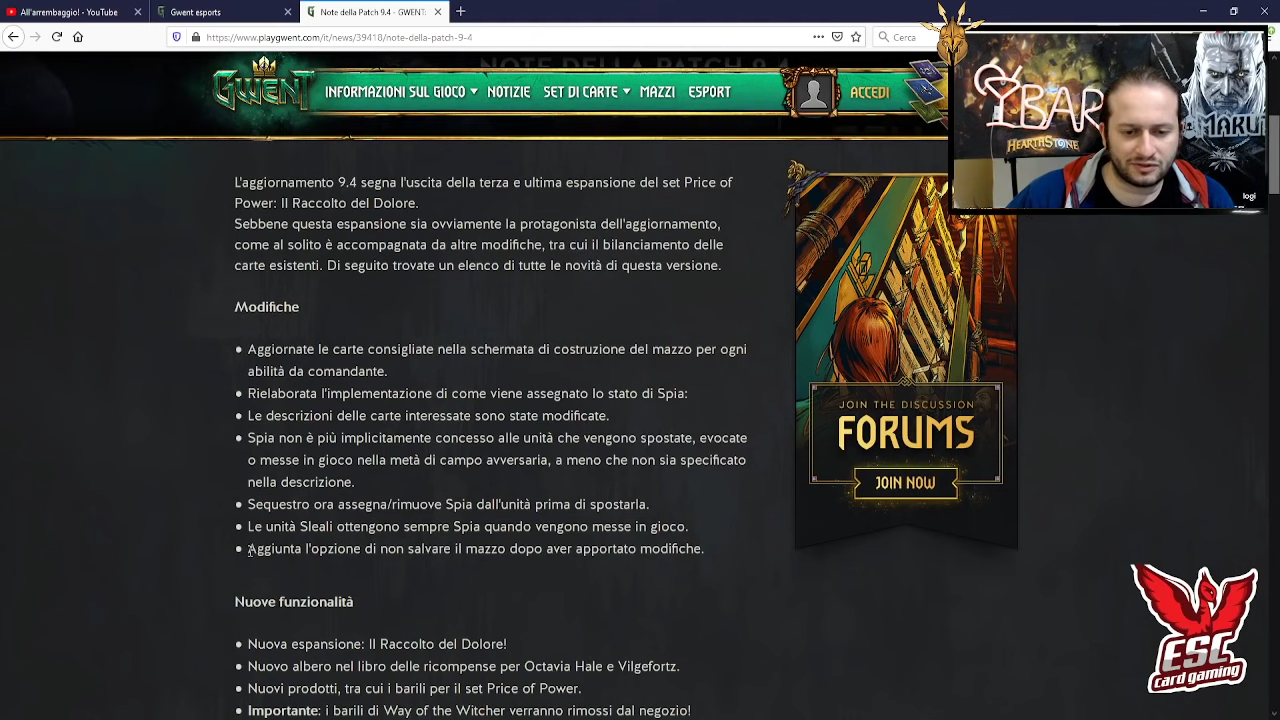 All'arrembaggio! - YouTube
Gwent esports
Note della Patch 9.4 - GWENT:
https://www.playgwent.com/it/news/39418/note-della-patch-9-4
Cerca
NOTE DELLA PATCH 9.4
GWENT
INFORMAZIONI SUL GIOCO
NOTIZIE
SET DI CARTE
MAZZI
ESPORT
ACCEDI
BAR
HEARTHSTONE
logi
L'aggiornamento 9.4 segna l'uscita della terza e ultima espansione del set Price of
Power: Il Raccolto del Dolore.
Sebbene questa espansione sia ovviamente la protagonista dell'aggiornamento,
come al solito è accompagnata da altre modifiche, tra cui il bilanciamento delle
carte esistenti. Di seguito trovate un elenco di tutte le novità di questa versione.
Modifiche
• Aggiornate le carte consigliate nella schermata di costruzione del mazzo per ogni
abilità da comandante.
• Rielaborata l'implementazione di come viene assegnato lo stato di Spia:
• Le descrizioni delle carte interessate sono state modificate.
• Spia non è più implicitamente concesso alle unità che vengono spostate, evocate
o messe in gioco nella metà di campo avversaria, a meno che non sia specificato
nella descrizione.
• Sequestro ora assegna/rimuove Spia dall'unità prima di spostarla.
• Le unità Sleali ottengono sempre Spia quando vengono messe in gioco.
• Aggiunta l'opzione di non salvare il mazzo dopo aver apportato modifiche.
Nuove funzionalità
• Nuova espansione: Il Raccolto del Dolore!
• Nuovo albero nel libro delle ricompense per Octavia Hale e Vilgefortz.
• Nuovi prodotti, tra cui i barili per il set Price of Power.
• Importante: i barili di Way of the Witcher verranno rimossi dal negozio!
JOIN THE DISCUSSION
FORUMS
JOIN NOW
ESC
card gaming